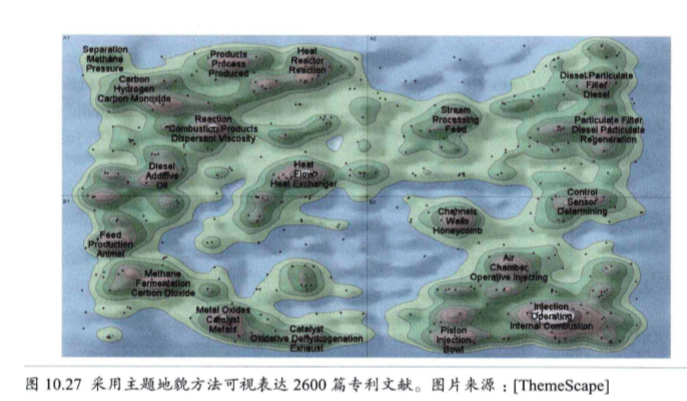 A1
A2
Separation
Methane
Pressure
Products
Process
Produced
Heat
Reactor
Reaction
Carbon
Hydrogen
Carbon Monoxide
Diesel Particulate
Filter
Diesel
Stream
Processing
Feed
Reaction
Combustion Products
Dispersant Viscosity
Particulate Filter
Diesel Particulate
Regeneration
Diesel
Additive
Oil
Heat
Flow
Heat Exchanger
B1
Control
Sensor
Determining
Channels
Walls
Honeycomb
Feed
Production
Animal
Air
Chamber
Operative Injecting
Methane
Fermentation
Carbon Dioxide
Metal Oxides
Catalyst
Metals
Injection
Operating
Internal Combustion
Catalyst
Oxidative Dehydrogenation
Exhaust
Piston
Injection
Bowl
图 10.27 采用主题地貌方法可视表达 2600 篇专利文献。图片来源：[ThemeScape]